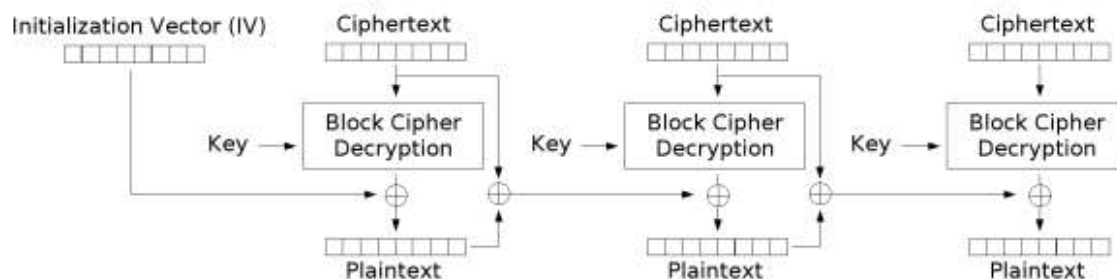 Initialization Vector (IV)
Ciphertext
Ciphertext
Ciphertext
Key
Block Cipher
Decryption
Key
Block Cipher
Decryption
Key
Block Cipher
Decryption
Plaintext
Plaintext
Plaintext